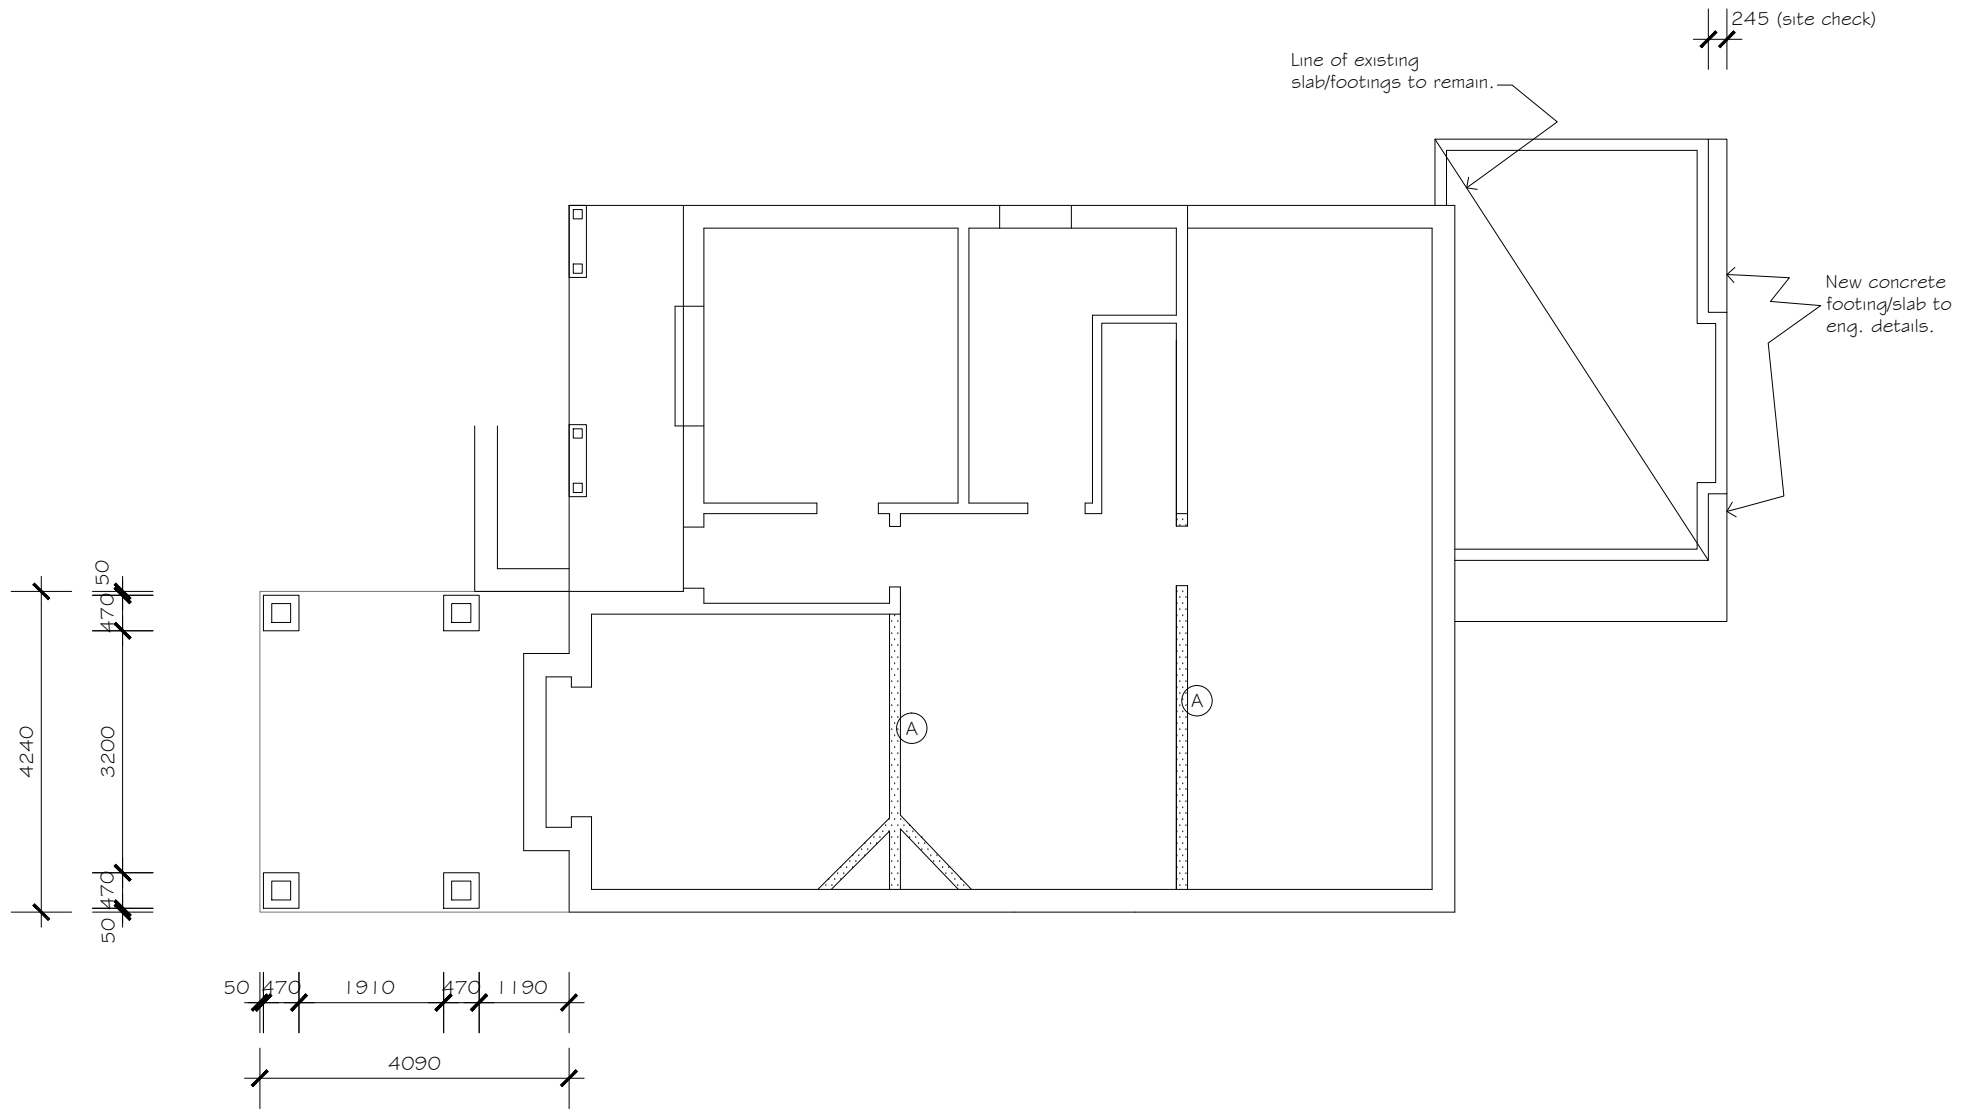 245 (site check)
Line of existing
slab/footings to remain.
New concrete
footing/slab to
eng. details.
A
A
4240
50
470
3200
470
50
50 470 1910 470 1190
4090